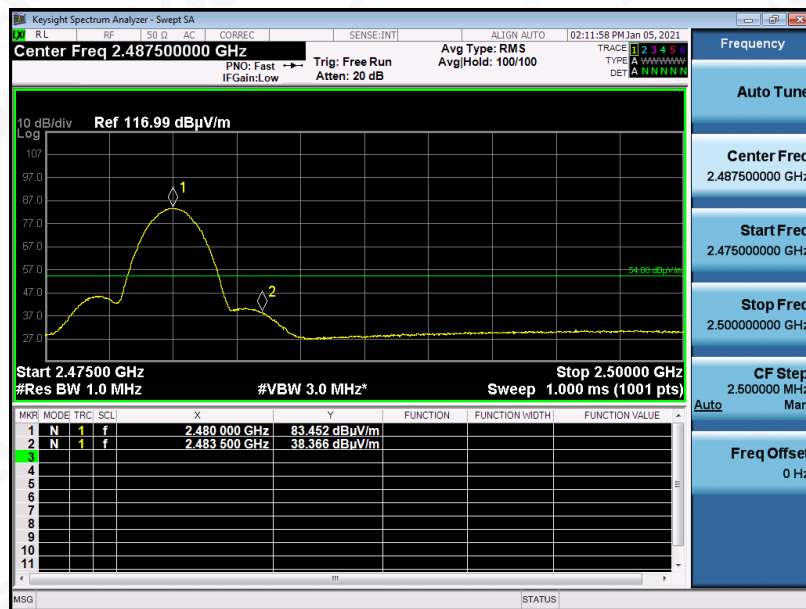 Keysight Spectrum Analyzer - Swept SA
LXI RL RF 50 Ω AC CORREC SENSE:INT ALIGN AUTO 02:11:58 PM Jan 05, 2021
Center Freq 2.487500000 GHz
PNO: Fast
IFGain:Low
Trig: Free Run
Atten: 20 dB
Avg Type: RMS
Avg|Hold: 100/100
TRACE 1 2 3 4 5 6
TYPE A WWWWW
DET A N N N N N
10 dB/div Ref 116.99 dBµV/m
Log
107
97.0
87.0
77.0
67.0
57.0
47.0
37.0
27.0
1
2
54.00 dBµV/m
Start 2.47500 GHz Stop 2.50000 GHz
#Res BW 1.0 MHz #VBW 3.0 MHz* Sweep 1.000 ms (1001 pts)
MKR MODE TRC SCL X Y FUNCTION FUNCTION WIDTH FUNCTION VALUE
1 N 1 f 2.480 000 GHz 83.452 dBµV/m
2 N 1 f 2.483 500 GHz 38.366 dBµV/m
3
4
5
6
7
8
9
10
11
MSG STATUS
Frequency
Auto Tune
Center Freq
2.487500000 GHz
Start Freq
2.475000000 GHz
Stop Freq
2.500000000 GHz
CF Step
2.500000 MHz
Auto Man
Freq Offset
0 Hz